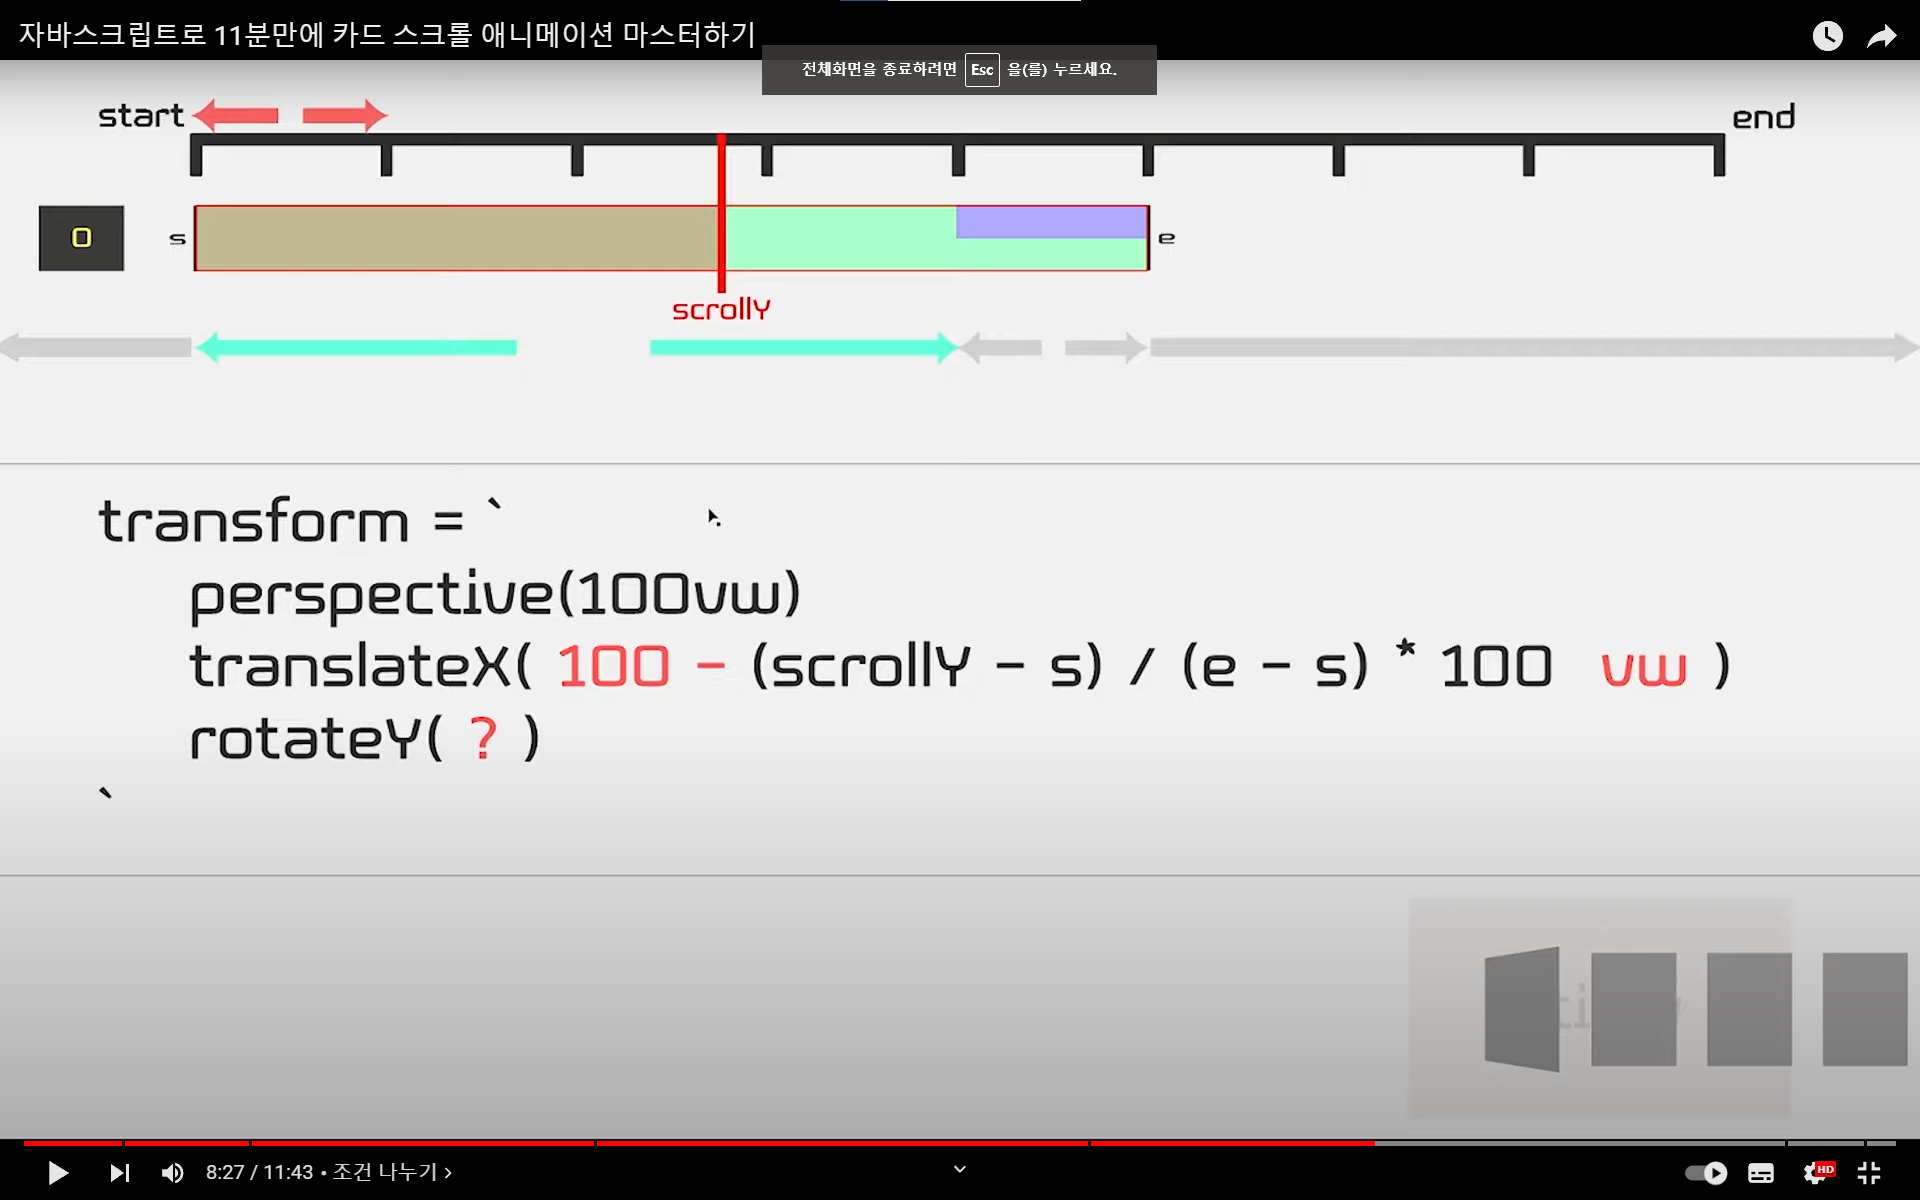 자바스크립트로 11분만에 카드 스크롤 애니메이션 마스터하기
전체화면을 종료하려면 Esc 을(를) 누르세요.
start
end
0
s
e
scrollY
transform = `
perspective(100vw)
translateX( 100 - (scrollY - s) / (e - s) * 100 vw )
rotateY( ? )
`
8:27 / 11:43 • 조건 나누기 ›
HD